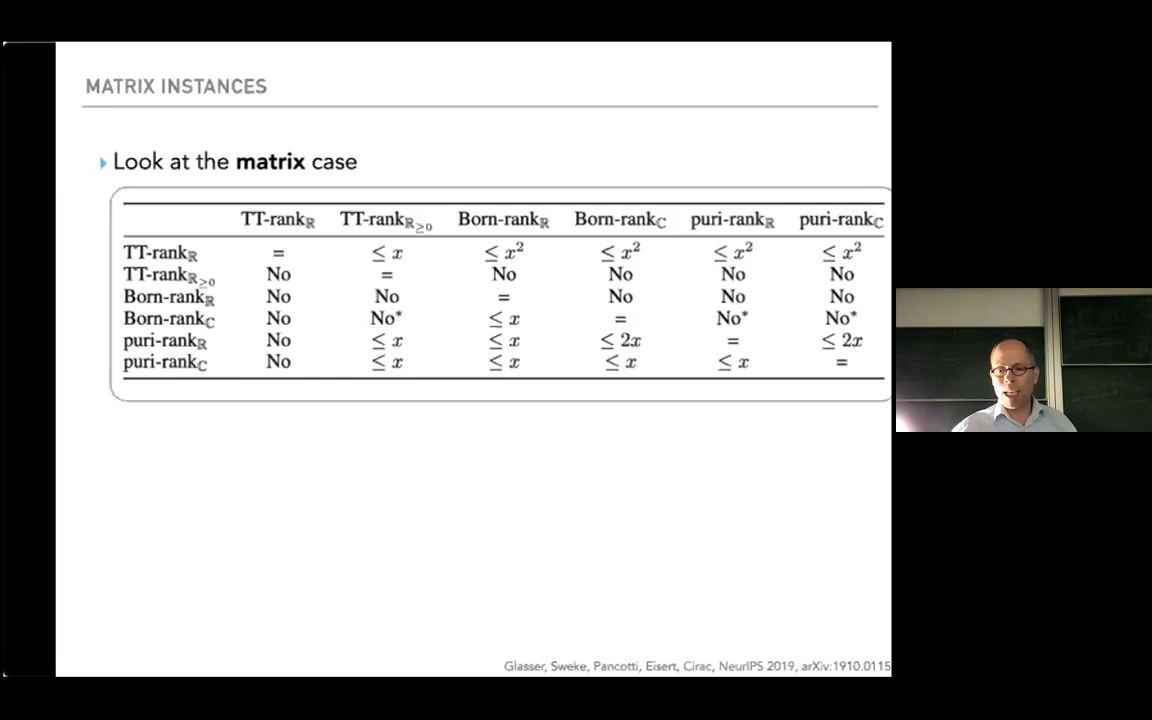 MATRIX INSTANCES
Look at the matrix case
TT-rankℝ TT-rankℝ≥0 Born-rankℝ Born-rankℂ puri-rankℝ puri-rankℂ
TT-rankℝ = ≤ x ≤ x² ≤ x² ≤ x² ≤ x²
TT-rankℝ≥0 No = No No No No
Born-rankℝ No No = No No No
Born-rankℂ No No* ≤ x = No* No*
puri-rankℝ No ≤ x ≤ x ≤ 2x = ≤ 2x
puri-rankℂ No ≤ x ≤ x ≤ x ≤ x =
Glasser, Sweke, Pancotti, Eisert, Cirac, NeurIPS 2019, arXiv:1910.0115